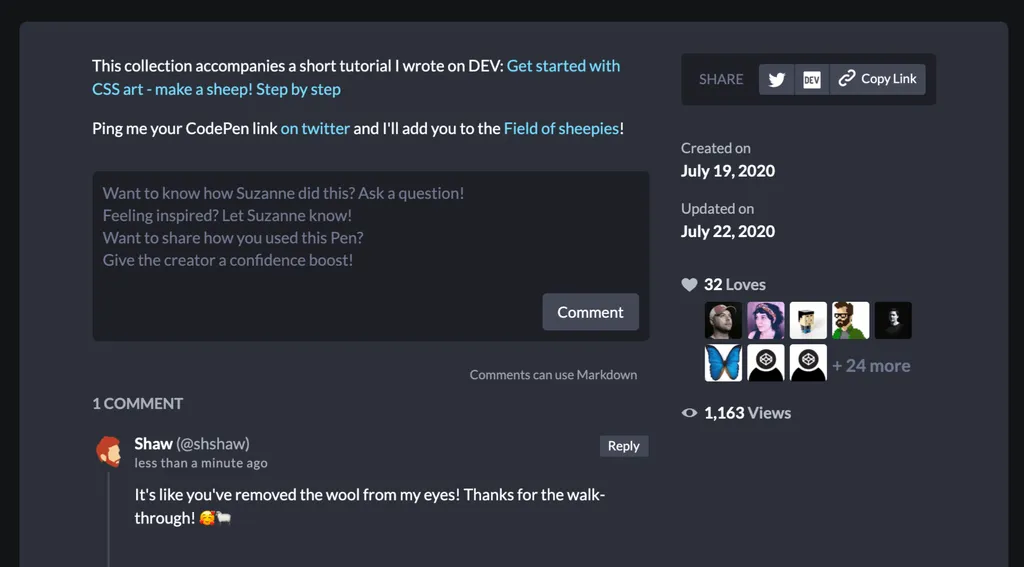 This collection accompanies a short tutorial I wrote on DEV: Get started with
CSS art - make a sheep! Step by step
Ping me your CodePen link on twitter and I'll add you to the Field of sheepies!
Want to know how Suzanne did this? Ask a question!
Feeling inspired? Let Suzanne know!
Want to share how you used this Pen?
Give the creator a confidence boost!
Comment
Comments can use Markdown
1 COMMENT
Shaw (@shshaw)
less than a minute ago
Reply
It's like you've removed the wool from my eyes! Thanks for the walk-
through! 🥰🐑
SHARE
DEV
Copy Link
Created on
July 19, 2020
Updated on
July 22, 2020
32 Loves
+ 24 more
1,163 Views